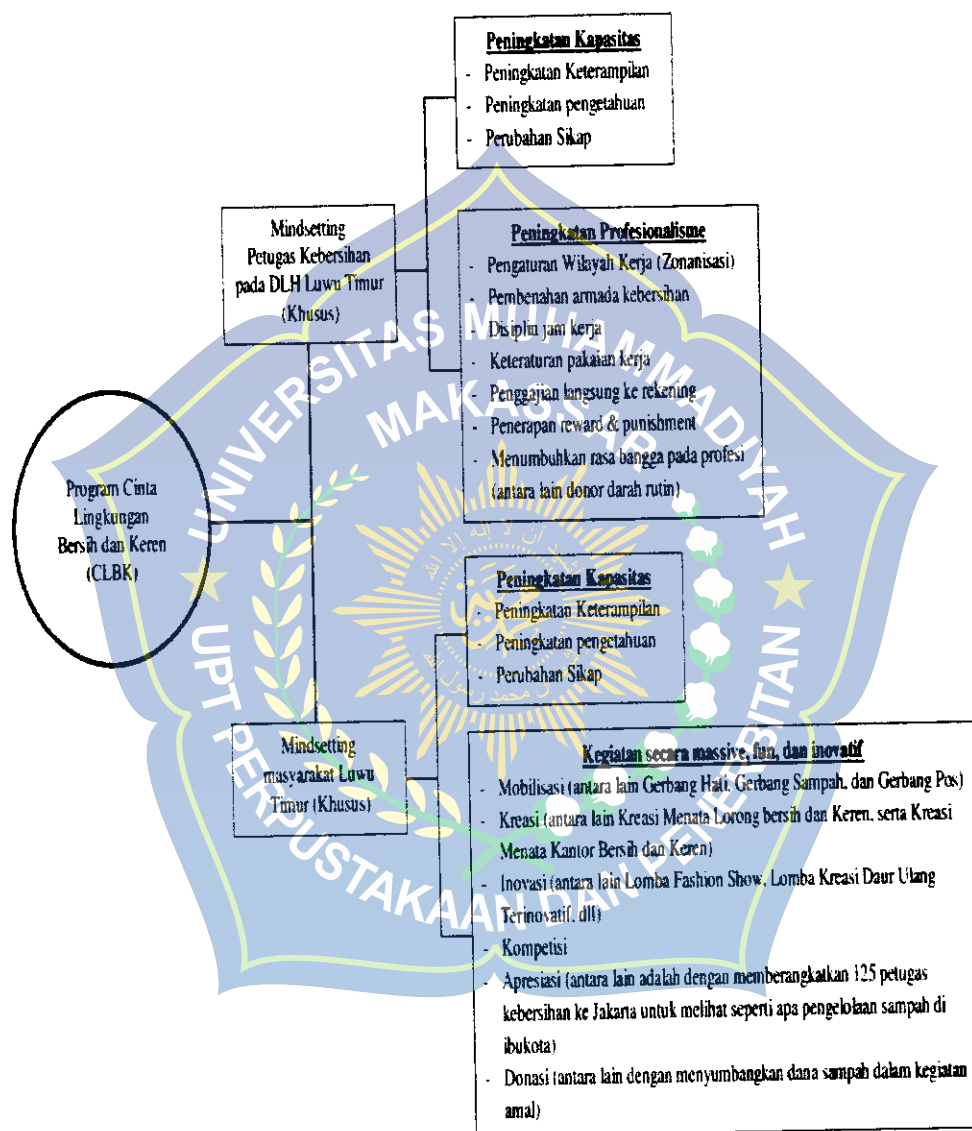 Peningkatan Kapasitas
- Peningkatan Keterampilan
- Peningkatan pengetahuan
- Perubahan Sikap
Mindsetting
Petugas Kebersihan
pada DLH Luwu Timur
(Khusus)
Peningkatan Profesionalisme
- Pengaturan Wilayah Kerja (Zonanisasi)
- Pembenahan armada kebersihan
- Disiplin jam kerja
- Keteraturan pakaian kerja
- Penggajian langsung ke rekening
- Penerapan reward & punishment
- Menumbuhkan rasa bangga pada profesi
(antara lain donor darah rutin)
Program Cinta
Lingkungan
Bersih dan Keren
(CLBK)
Peningkatan Kapasitas
- Peningkatan Keterampilan
- Peningkatan pengetahuan
- Perubahan Sikap
Mindsetting
masyarakat Luwu
Timur (Khusus)
Kegiatan secara massive, fun, dan inovatif
- Mobilisasi (antara lain Gerbang Hati, Gerbang Sampah, dan Gerbang Pos)
- Kreasi (antara lain Kreasi Menata Lorong bersih dan Keren, serta Kreasi
Menata Kantor Bersih dan Keren)
- Inovasi (antara lain Lomba Fashion Show, Lomba Kreasi Daur Ulang
Terinovatif, dll)
- Kompetisi
- Apresiasi (antara lain adalah dengan memberangkatkan 125 petugas
kebersihan ke Jakarta untuk melihat seperti apa pengelolaan sampah di
ibukota)
- Donasi (antara lain dengan menyumbangkan dana sampah dalam kegiatan
amal)
UNIVERSITAS MUHAMMADIYAH
MAKASSAR
UPT PERPUSTAKAAN DAN PENERBITAN